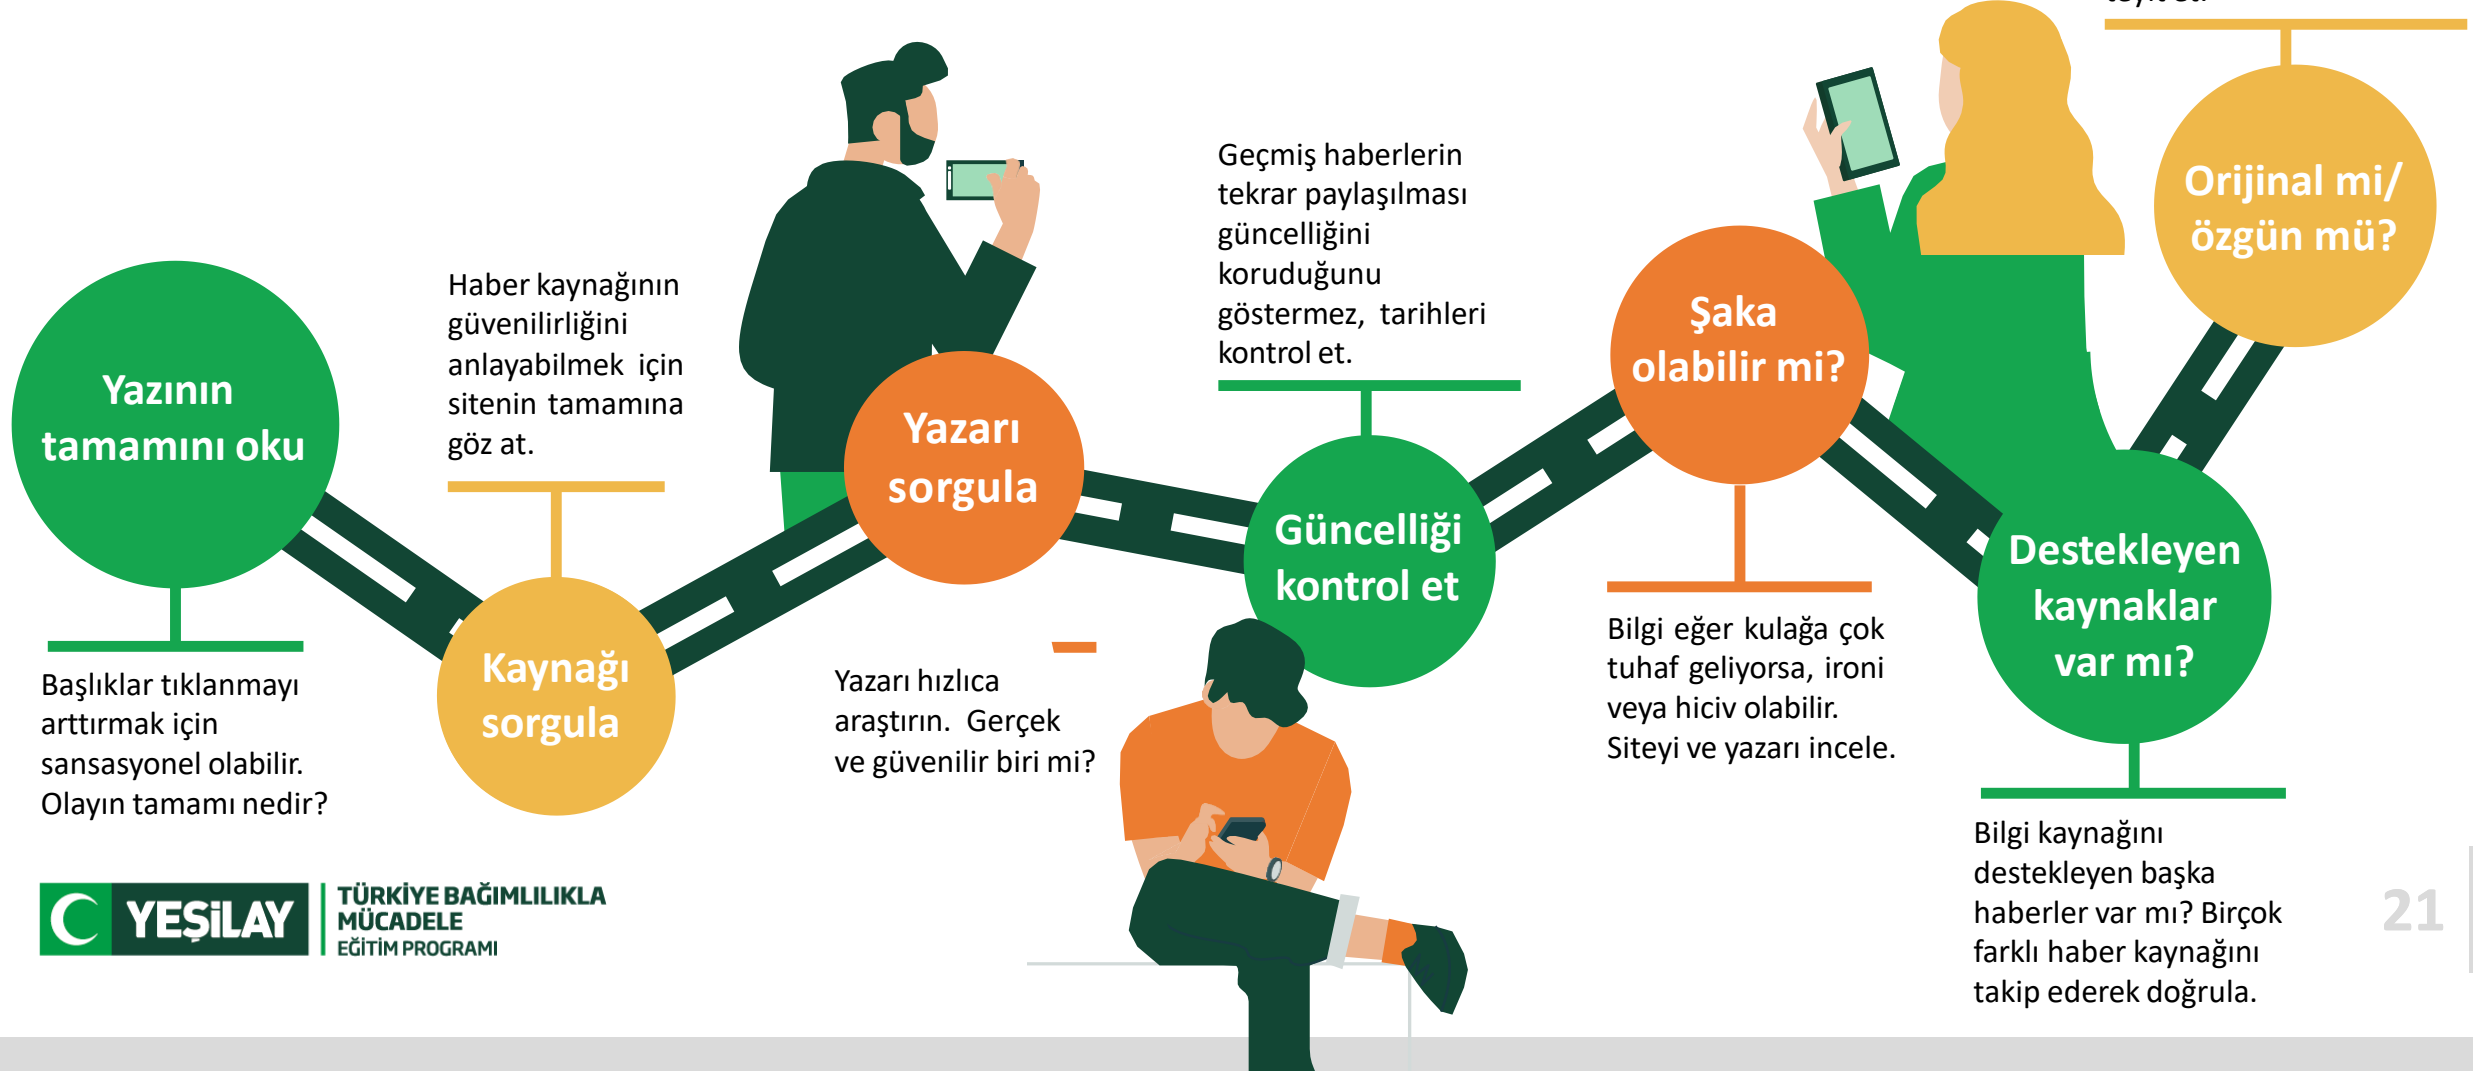 Yazının
tamamını oku
Başlıklar tıklanmayı
arttırmak için
sansasyonel olabilir.
Olayın tamamı nedir?
Haber kaynağının
güvenilirliğini
anlayabilmek için
sitenin tamamına
göz at.
Kaynağı
sorgula
Yazarı
sorgula
Yazarı hızlıca
araştırın. Gerçek
ve güvenilir biri mi?
Geçmiş haberlerin
tekrar paylaşılması
güncelliğini
koruduğunu
göstermez, tarihleri
kontrol et.
Güncelliği
kontrol et
Şaka
olabilir mi?
Bilgi eğer kulağa çok
tuhaf geliyorsa, ironi
veya hiciv olabilir.
Siteyi ve yazarı incele.
Destekleyen
kaynaklar
var mı?
Bilgi kaynağını
destekleyen başka
haberler var mı? Birçok
farklı haber kaynağını
takip ederek doğrula.
Orijinal mi/
özgün mü?
YEŞİLAY
TÜRKİYE BAĞIMLILIKLA
MÜCADELE
EĞİTİM PROGRAMI
21